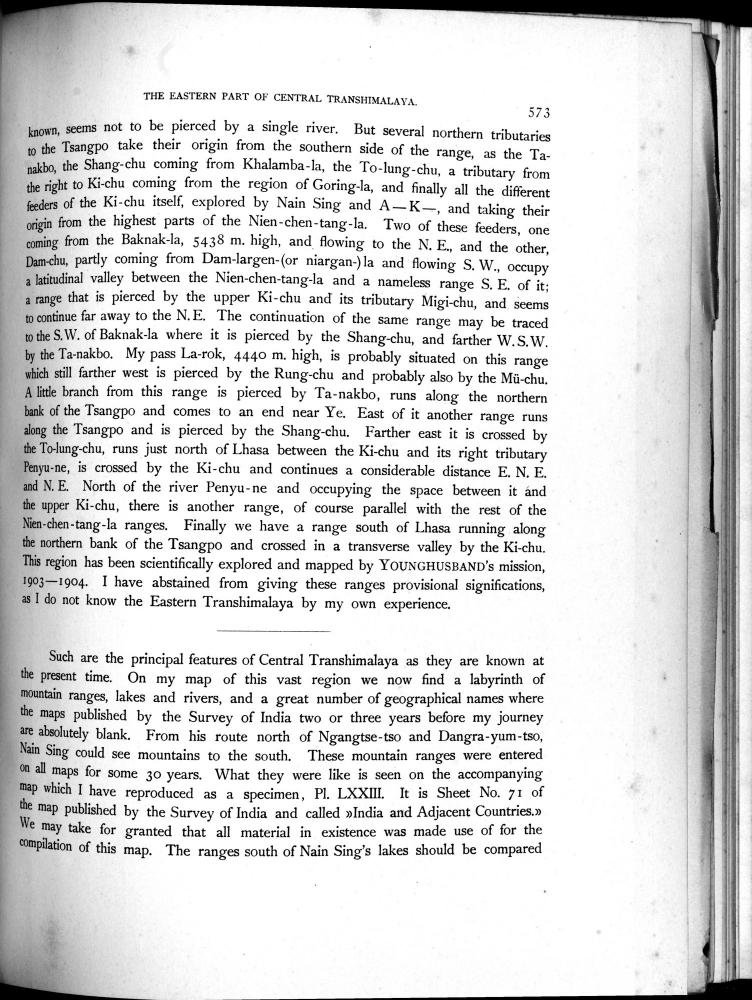 THE EASTERN PART OF CENTRAL TRANSHIMALAYA.
573
known, seems not to be pierced by a single river. But several northern tributaries
to the Tsangpo take their origin from the southern side of the range, as the Ta-
nakbo, the Shang-chu coming from Khalamba-la, the To-lung-chu, a tributary from
the right to Ki-chu coming from the region of Goring-la, and finally all the different
feeders of the Ki-chu itself, explored by Nain Sing and A—K—, and taking their
origin from the highest parts of the Nien-chen-tang-la. Two of these feeders, one
coming from the Baknak-la, 5438 m. high, and flowing to the N. E., and the other,
Dam-chu, partly coming from Dam-largen-(or niargan-)la and flowing S. W., occupy
a latitudinal valley between the Nien-chen-tang-la and a nameless range S. E. of it;
a range that is pierced by the upper Ki-chu and its tributary Migi-chu, and seems
to continue far away to the N. E. The continuation of the same range may be traced
to the S. W. of Baknak-la where it is pierced by the Shang-chu, and farther W. S. W.
by the Ta-nakbo. My pass La-rok, 4440 m. high, is probably situated on this range
which still farther west is pierced by the Rung-chu and probably also by the Mü-chu.
A little branch from this range is pierced by Ta-nakbo, runs along the northern
bank of the Tsangpo and comes to an end near Ye. East of it another range runs
along the Tsangpo and is pierced by the Shang-chu. Farther east it is crossed by
the To-lung-chu, runs just north of Lhasa between the Ki-chu and its right tributary
Penyu-ne, is crossed by the Ki-chu and continues a considerable distance E. N. E.
and N. E. North of the river Penyu-ne and occupying the space between it and
the upper Ki-chu, there is another range, of course parallel with the rest of the
Nien-chen-tang-la ranges. Finally we have a range south of Lhasa running along
the northern bank of the Tsangpo and crossed in a transverse valley by the Ki-chu.
This region has been scientifically explored and mapped by YOUNGHUSBAND's mission,
1903—1904. I have abstained from giving these ranges provisional significations,
as I do not know the Eastern Transhimalaya by my own experience.
Such are the principal features of Central Transhimalaya as they are known at
the present time. On my map of this vast region we now find a labyrinth of
mountain ranges, lakes and rivers, and a great number of geographical names where
the maps published by the Survey of India two or three years before my journey
are absolutely blank. From his route north of Ngangtse-tso and Dangra-yum-tso,
Nain Sing could see mountains to the south. These mountain ranges were entered
on all maps for some 30 years. What they were like is seen on the accompanying
map which I have reproduced as a specimen, Pl. LXXIII. It is Sheet No. 71 of
the map published by the Survey of India and called »India and Adjacent Countries.»
We may take for granted that all material in existence was made use of for the
compilation of this map. The ranges south of Nain Sing's lakes should be compared